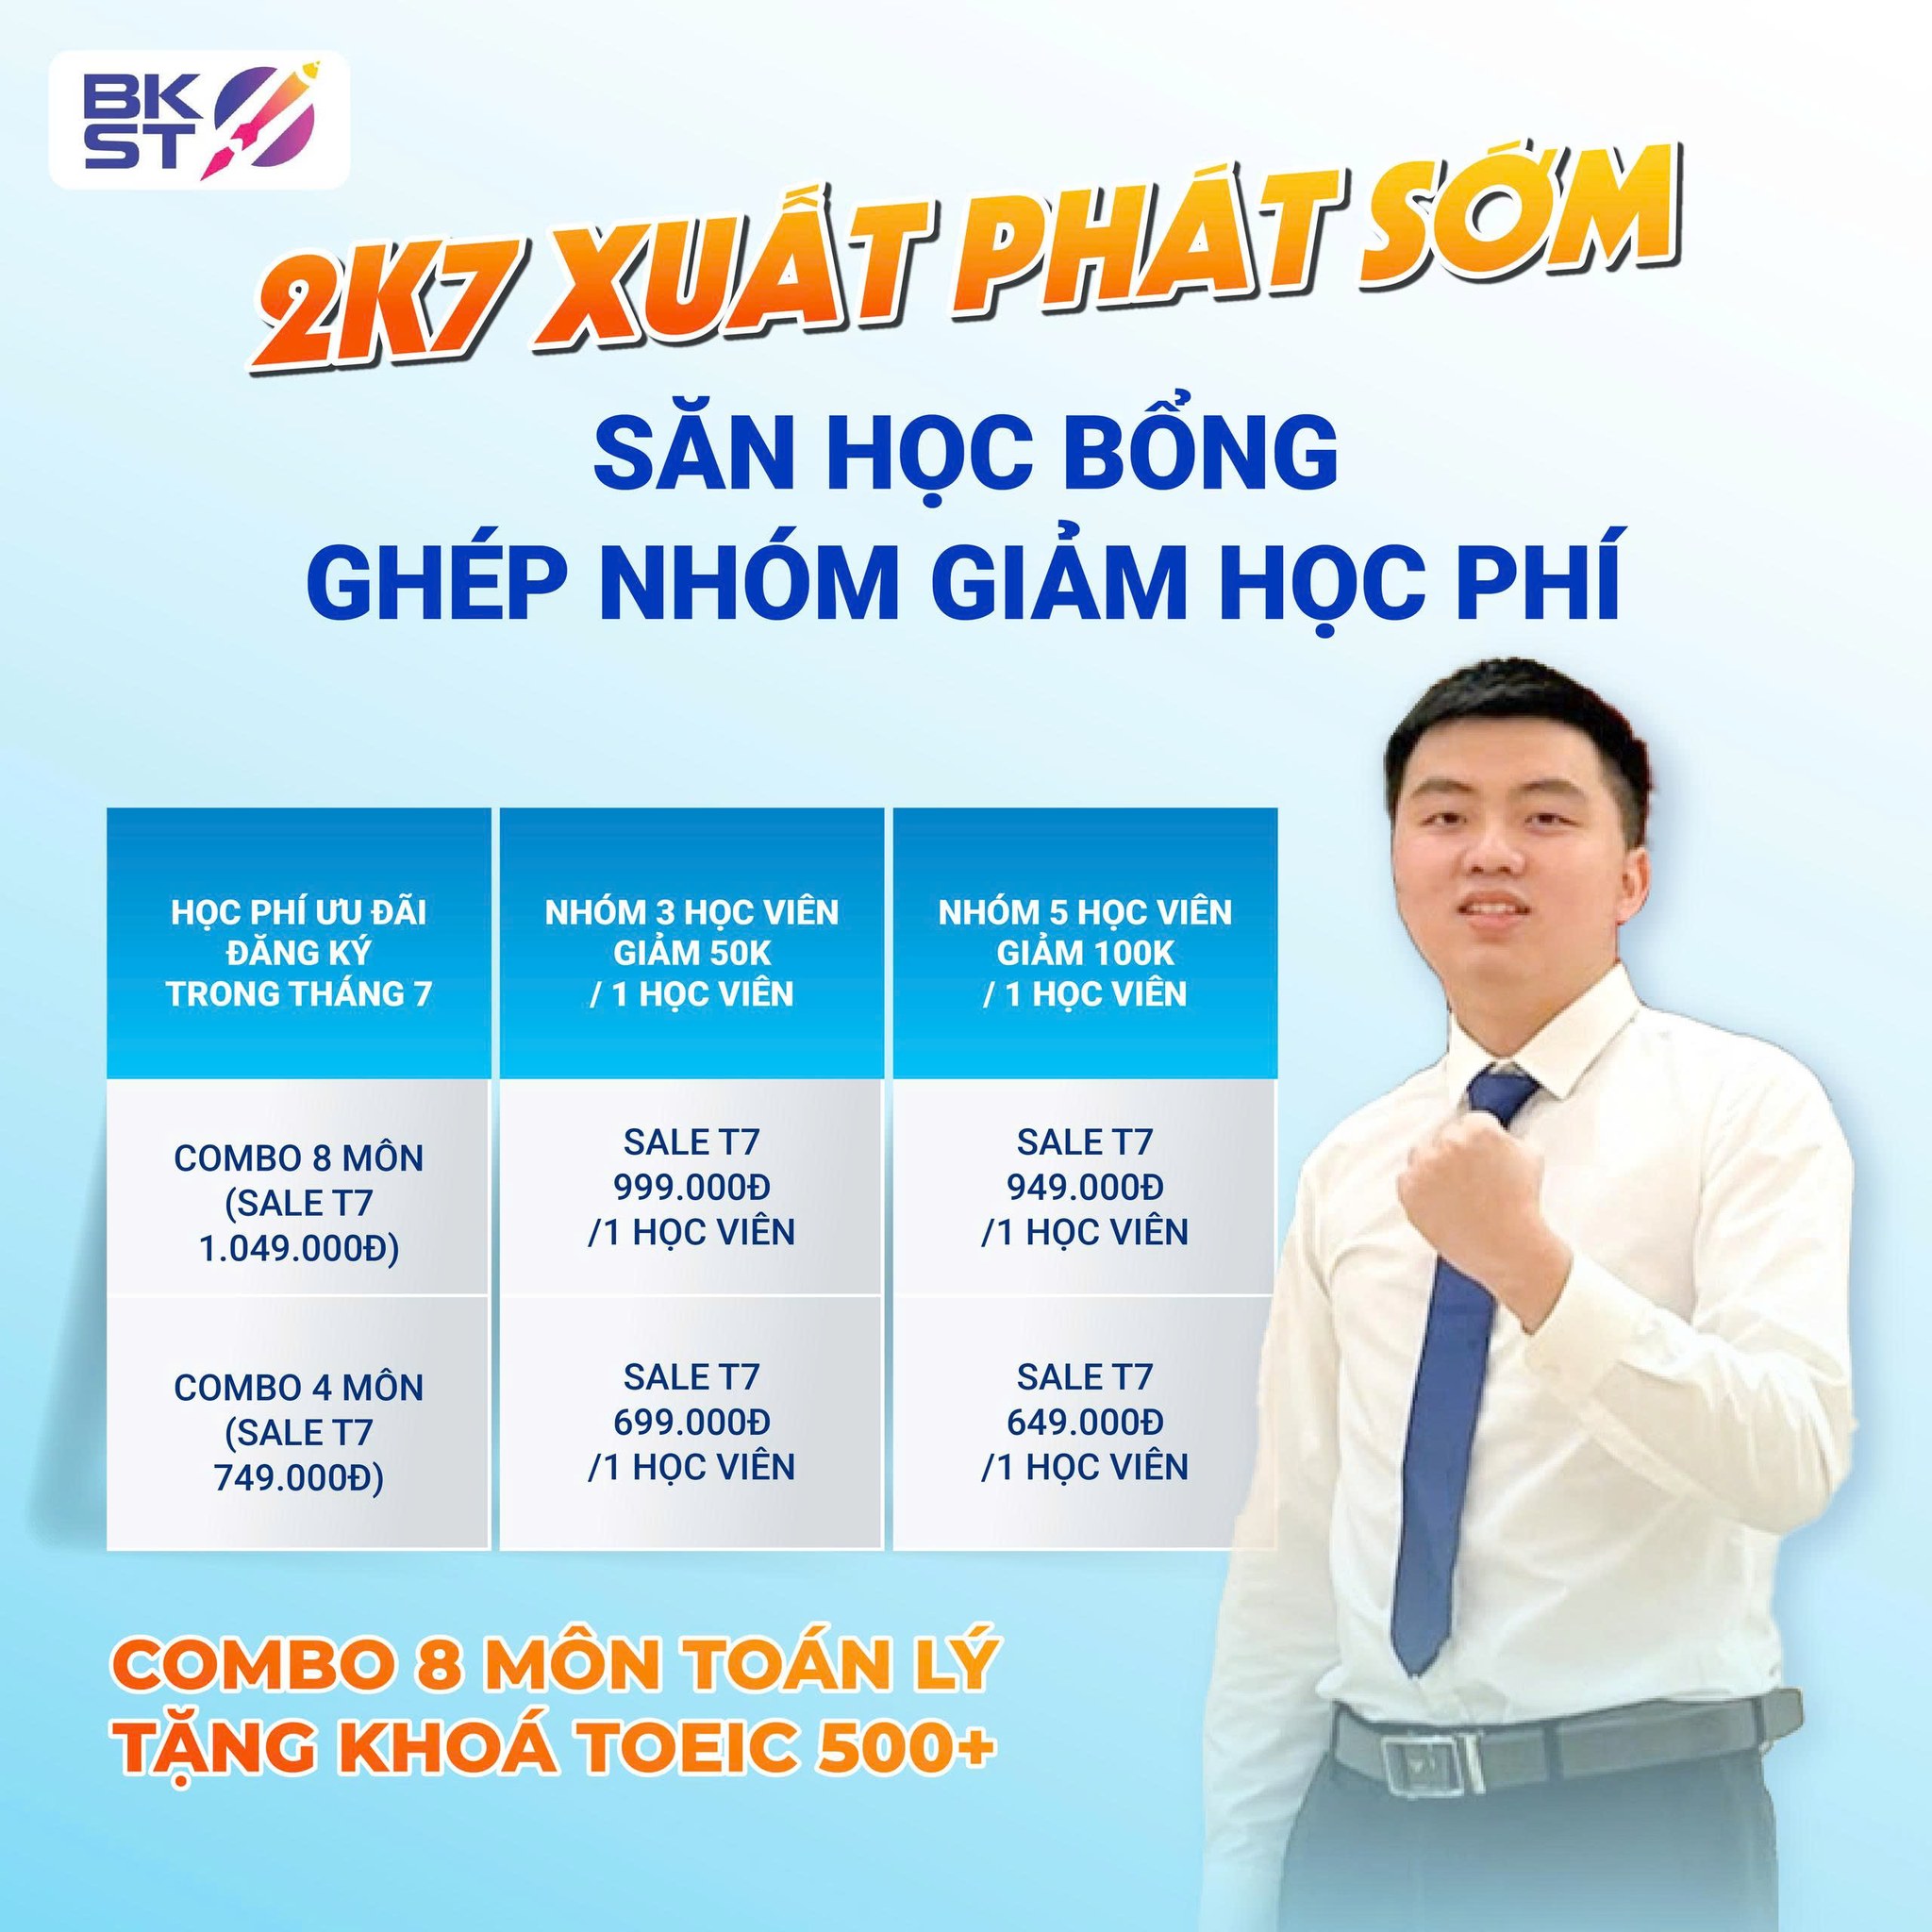 BK
ST
2K7 XUẤT PHÁT SỚM
SĂN HỌC BỔNG
GHÉP NHÓM GIẢM HỌC PHÍ
HỌC PHÍ ƯU ĐÃI
ĐĂNG KÝ
TRONG THÁNG 7
NHÓM 3 HỌC VIÊN
GIẢM 50K
/ 1 HỌC VIÊN
NHÓM 5 HỌC VIÊN
GIẢM 100K
/ 1 HỌC VIÊN
COMBO 8 MÔN
(SALE T7
1.049.000Đ)
SALE T7
999.000Đ
/1 HỌC VIÊN
SALE T7
949.000Đ
/1 HỌC VIÊN
COMBO 4 MÔN
(SALE T7
749.000Đ)
SALE T7
699.000Đ
/1 HỌC VIÊN
SALE T7
649.000Đ
/1 HỌC VIÊN
COMBO 8 MÔN TOÁN LÝ
TẶNG KHOÁ TOEIC 500+